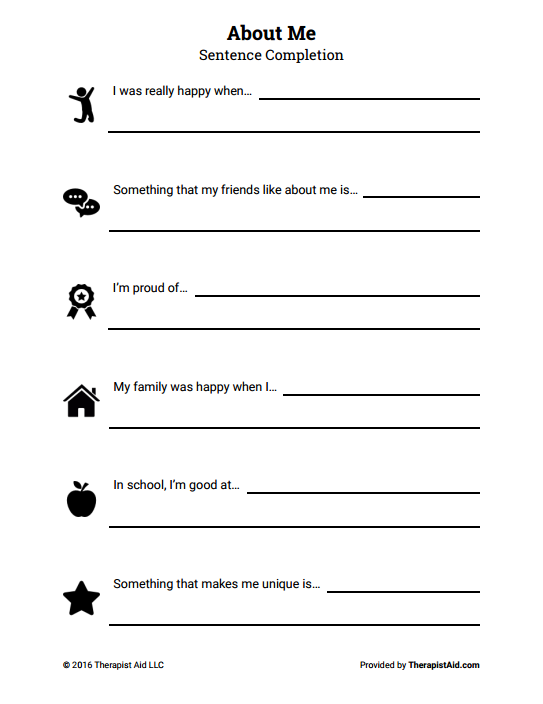 About Me
Sentence Completion
I was really happy when...
Something that my friends like about me is...
I'm proud of...
My family was happy when I...
In school, I'm good at...
Something that makes me unique is...
© 2016 Therapist Aid LLC
Provided by TherapistAid.com